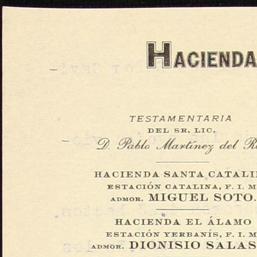 HACIENDA
TESTAMENTARIA
DEL SR. LIC.
D. Pablo Martínez del R
HACIENDA SANTA CATALI
ESTACIÓN CATALINA, F. I. M
ADMOR. MIGUEL SOTO.
HACIENDA EL ÁLAMO
ESTACIÓN YERBANÍS, F. I. M
ADMOR. DIONISIO SALAS